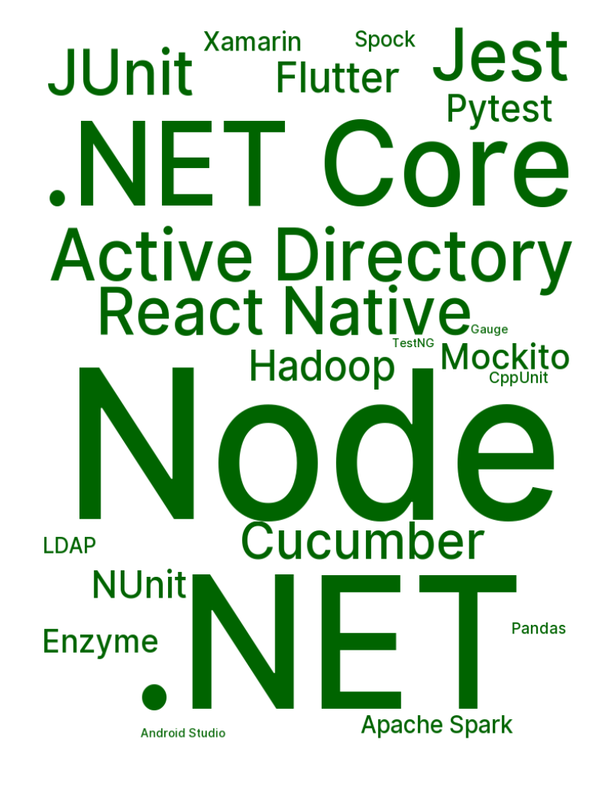 Xamarin
Spock
Jest
JUnit
Flutter
Pytest
.NET Core
Active Directory
React Native
Gauge
TestNG
Mockito
Hadoop
CppUnit
Node
Cucumber
LDAP
NUnit
.NET
Pandas
Enzyme
Apache Spark
Android Studio